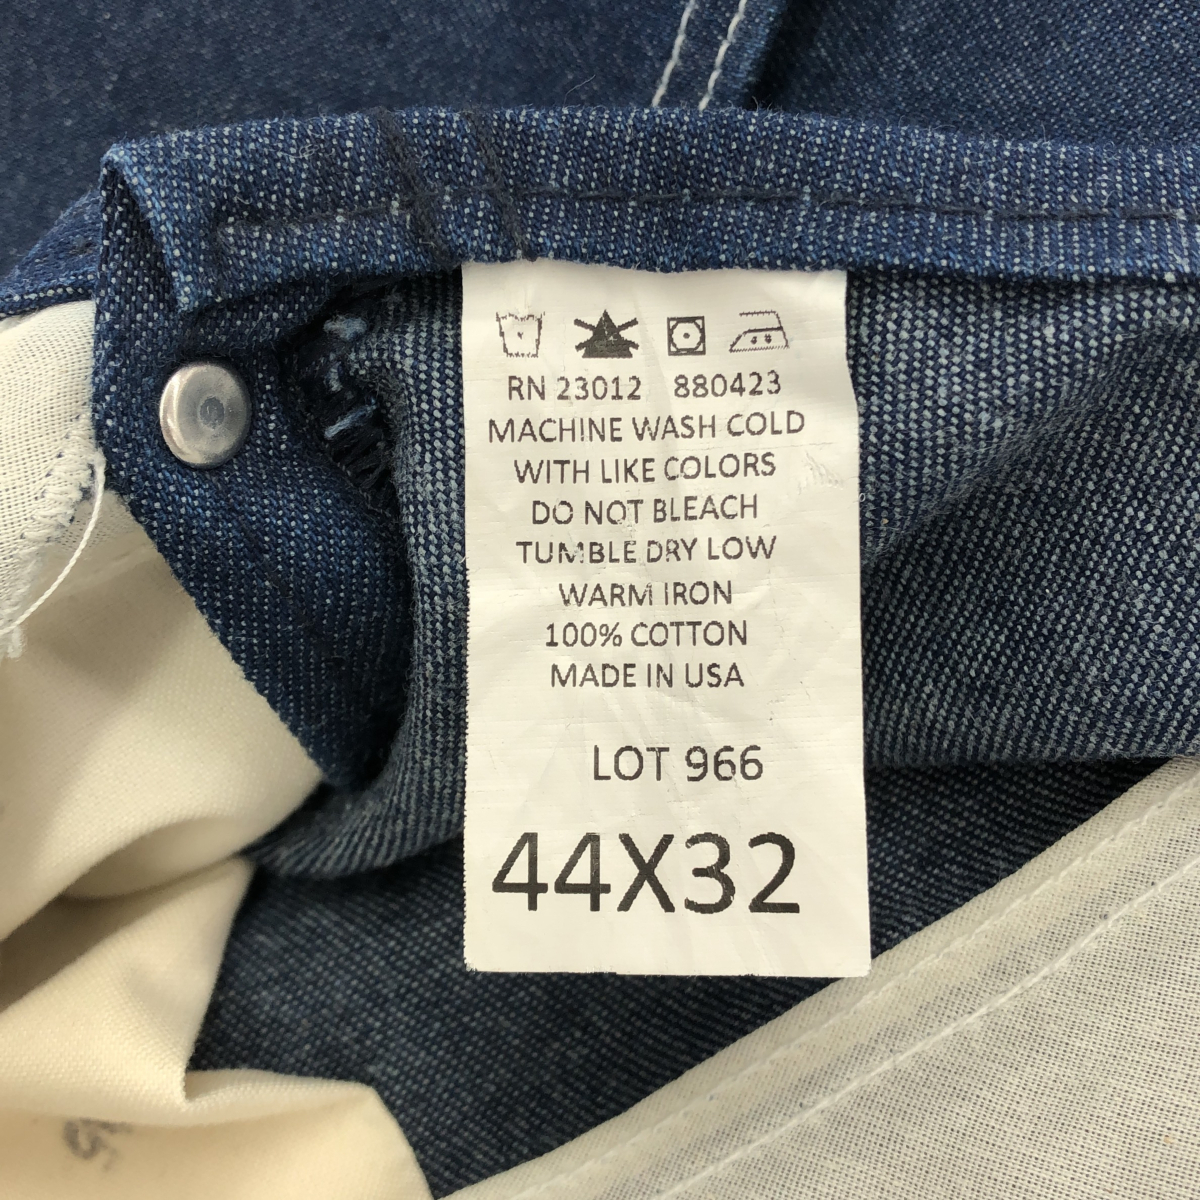 RN 23012 880423
MACHINE WASH COLD
WITH LIKE COLORS
DO NOT BLEACH
TUMBLE DRY LOW
WARM IRON
100% COTTON
MADE IN USA
LOT 966
44X32